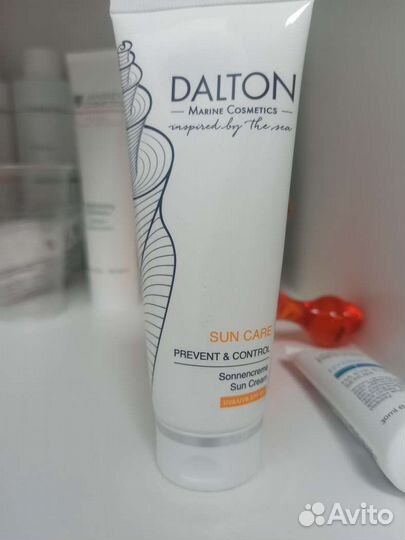 DALTON
MARINE COSMETICS
inspired by the sea
SUN CARE
PREVENT & CONTROL
Sonnencreme
Sun Cream
Avito